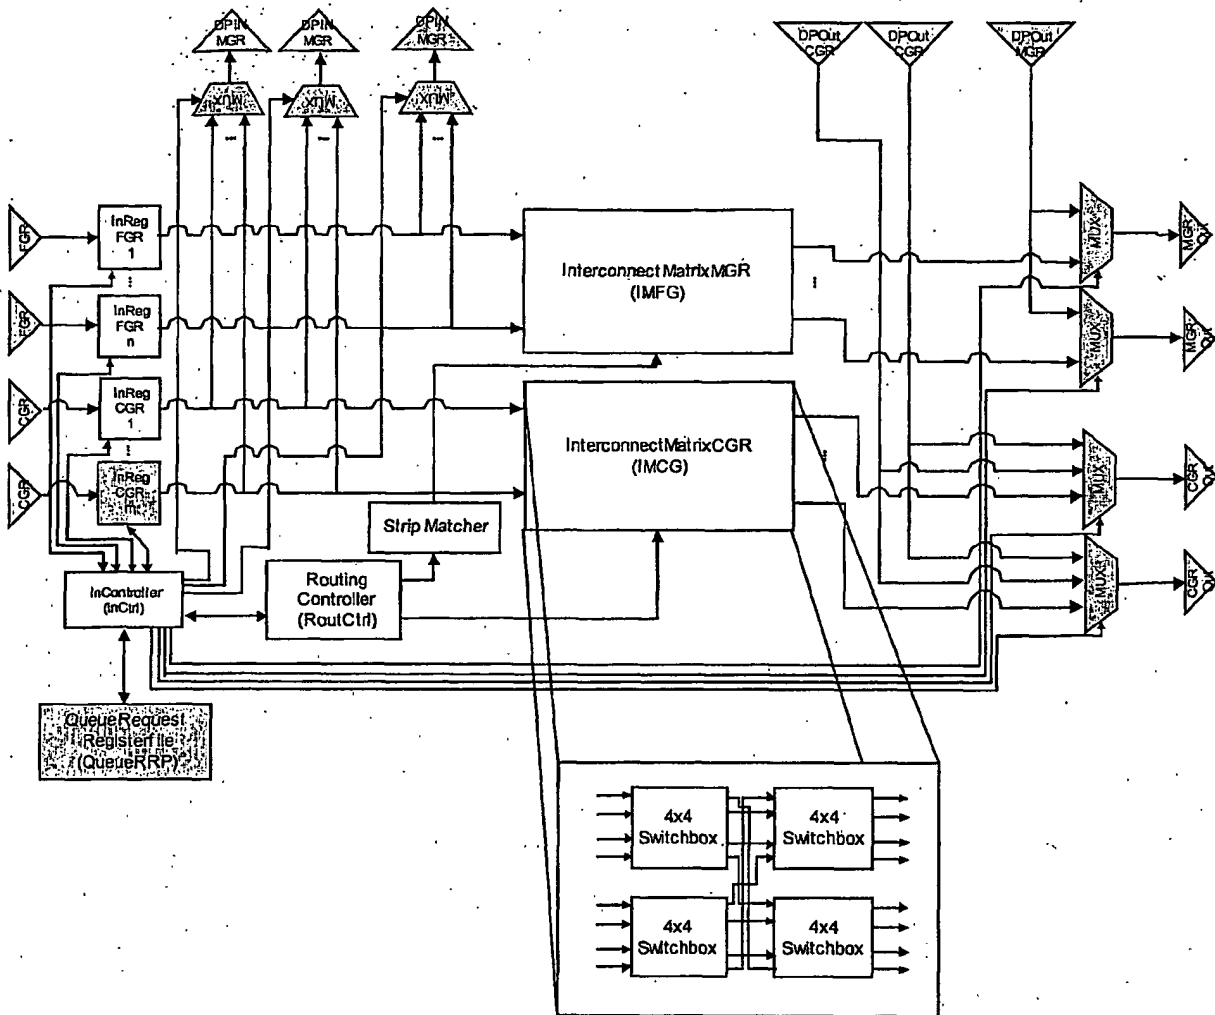 DPIN
MGR
DPIN
MGR
DPIN
MGR
DPOut
CGR
DPOut
CGR
DPOut
MGR
MUX
MUX
MUX
FGR
InReg
FGR
1
...
FGR
InReg
FGR
n
CGR
InReg
CGR
1
...
CGR
InReg
CGR
m
InterconnectMatrixMGR
(IMFG)
...
InterconnectMatrixCGR
(IMCG)
...
MUX
MGR
Out
MUX
MGR
Out
MUX
CGR
Out
MUX
CGR
Out
Strip Matcher
Routing
Controller
(RoutCtrl)
InController
(InCtrl)
QueueRequest
Registerfile
(QueueRRP)
4x4
Switchbox
4x4
Switchbox
4x4
Switchbox
4x4
Switchbox